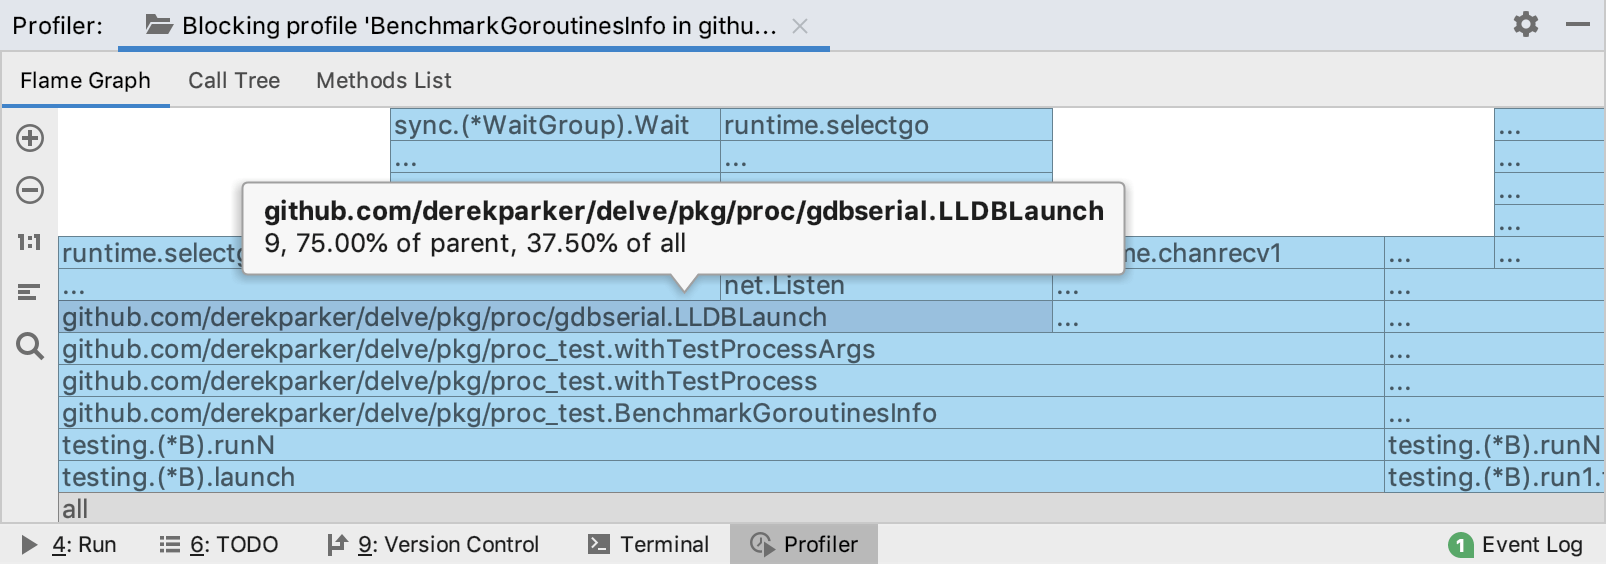 Profiler: Blocking profile 'BenchmarkGoroutinesInfo in githu...
Flame Graph Call Tree Methods List
sync.(*WaitGroup).Wait runtime.selectgo ...
... ... ...
...
github.com/derekparker/delve/pkg/proc/gdbserial.LLDBLaunch
...
9, 75.00% of parent, 37.50% of all
1:1
runtime.selectg me.chanrecv1 ... ...
... net.Listen ... ...
github.com/derekparker/delve/pkg/proc/gdbserial.LLDBLaunch ... ...
github.com/derekparker/delve/pkg/proc_test.withTestProcessArgs ...
github.com/derekparker/delve/pkg/proc_test.withTestProcess ...
github.com/derekparker/delve/pkg/proc_test.BenchmarkGoroutinesInfo ...
testing.(*B).runN testing.(*B).runN
testing.(*B).launch testing.(*B).run1.
all
4: Run 6: TODO 9: Version Control Terminal Profiler 1 Event Log